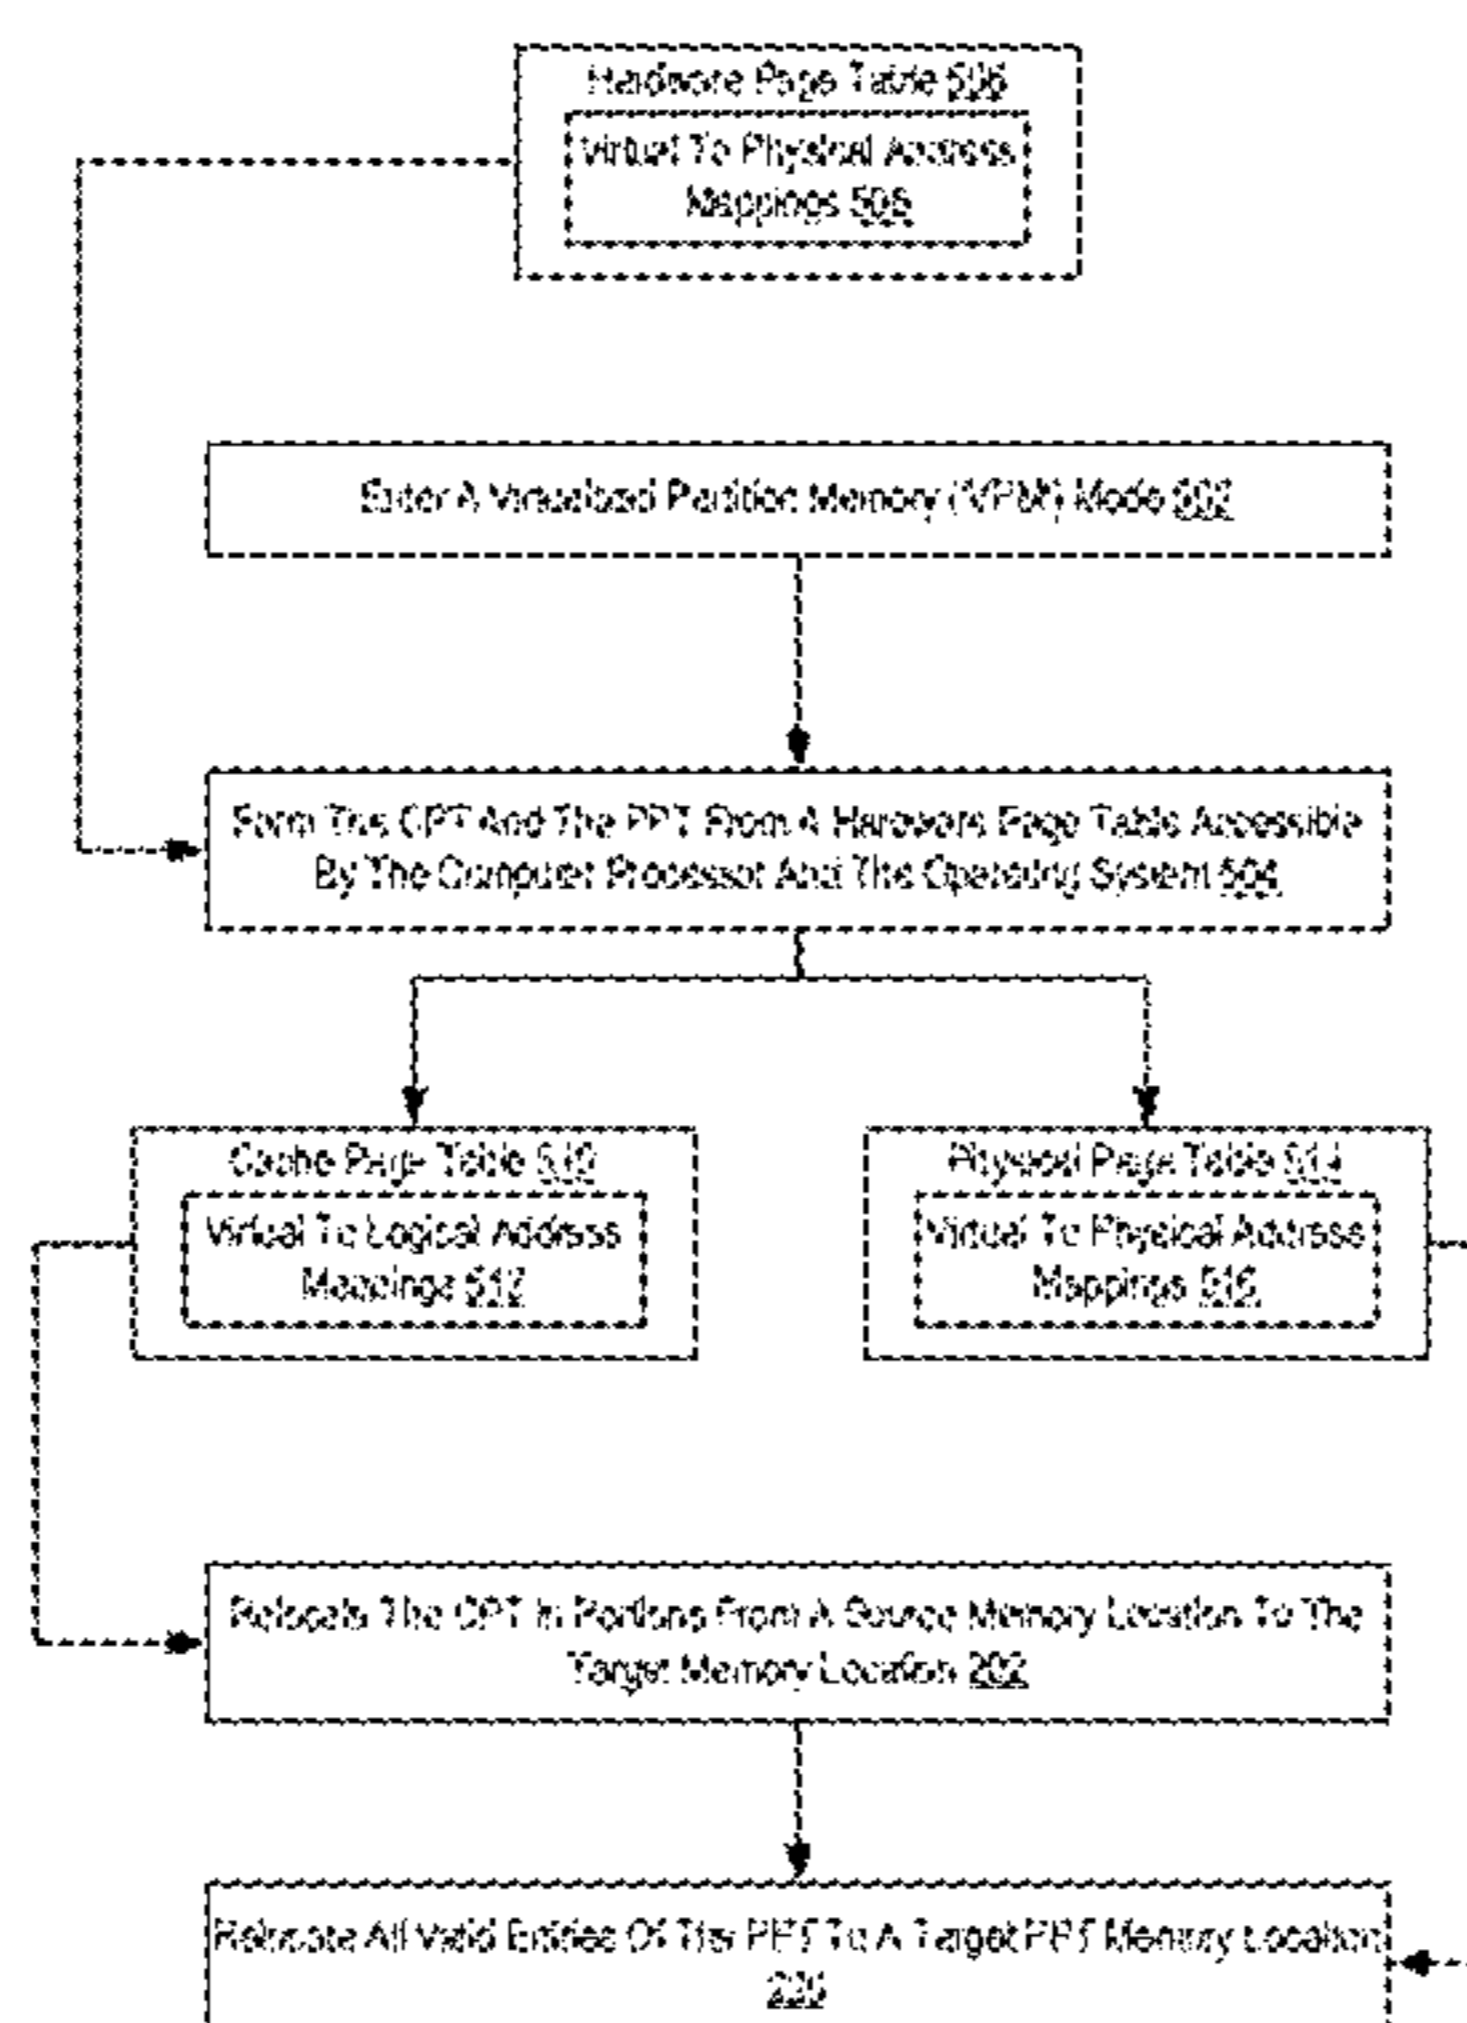 Hardware Page Table 506
Virtual To Physical Address
Mappings 508
Enter A Virtualized Partition Memory (VPM) Mode 502
Form The CPT And The PPT From A Hardware Page Table Accessible
By The Computer Processor And The Operating System 504
Cache Page Table 510
Physical Page Table 514
Virtual To Logical Address
Mappings 512
Virtual To Physical Address
Mappings 516
Relocate The CPT In Portions From A Source Memory Location To The
Target Memory Location 202
Relocate All Valid Entities Of The PPT To A Target PPT Memory Location